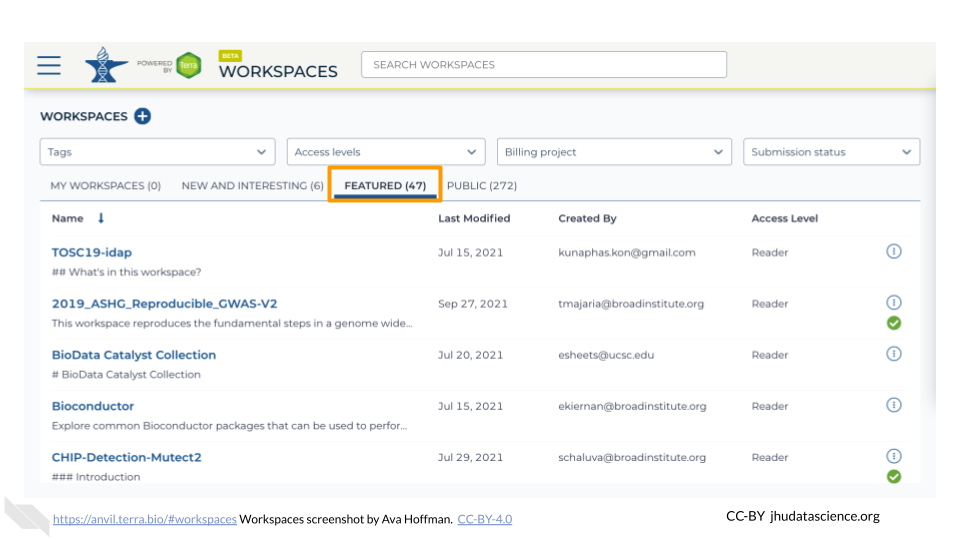 POWERED BY Terra BETA WORKSPACES SEARCH WORKSPACES
WORKSPACES
Tags Access levels Billing project Submission status
MY WORKSPACES (0) NEW AND INTERESTING (6) FEATURED (47) PUBLIC (272)
Name ↓ Last Modified Created By Access Level
TOSC19-idap Jul 15, 2021 kunaphas.kon@gmail.com Reader
## What's in this workspace?
2019_ASHG_Reproducible_GWAS-V2 Sep 27, 2021 tmajaria@broadinstitute.org Reader
This workspace reproduces the fundamental steps in a genome wide...
BioData Catalyst Collection Jul 20, 2021 esheets@ucsc.edu Reader
# BioData Catalyst Collection
Bioconductor Jul 15, 2021 ekiernan@broadinstitute.org Reader
Explore common Bioconductor packages that can be used to perfor...
CHIP-Detection-Mutect2 Jul 29, 2021 schaluva@broadinstitute.org Reader
### Introduction
https://anvil.terra.bio/#workspaces Workspaces screenshot by Ava Hoffman. CC-BY-4.0
CC-BY jhudatascience.org